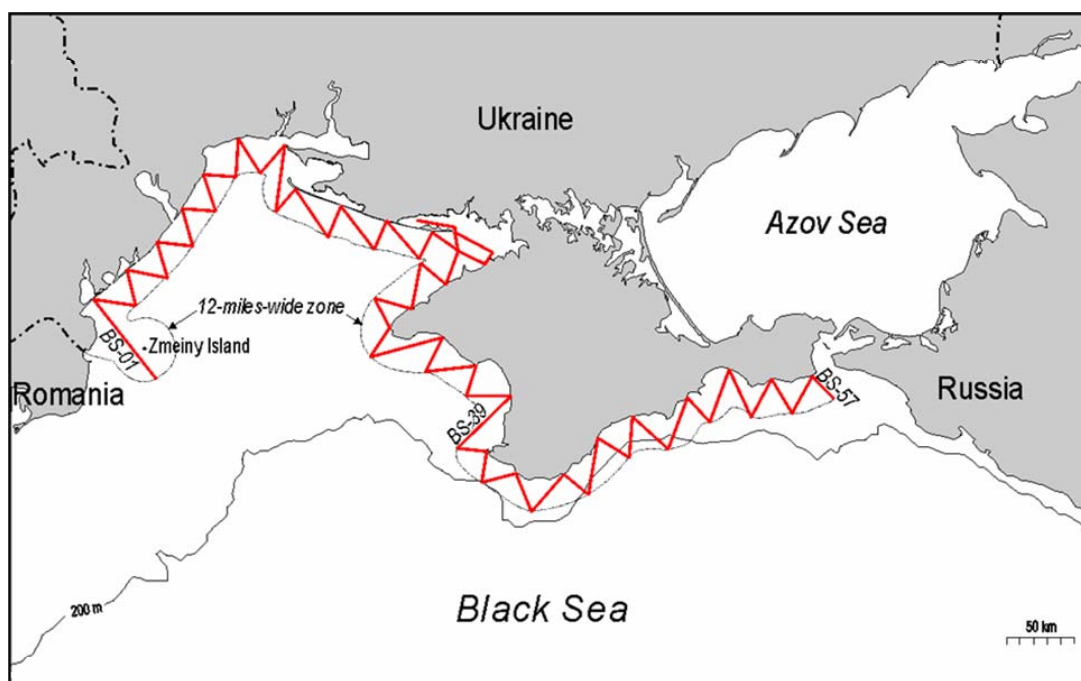 Ukraine
Azov Sea
12-miles-wide zone
BS-01
Zmeiny Island
Romania
BS-39
BS-57
Russia
200 m
Black Sea
50 km